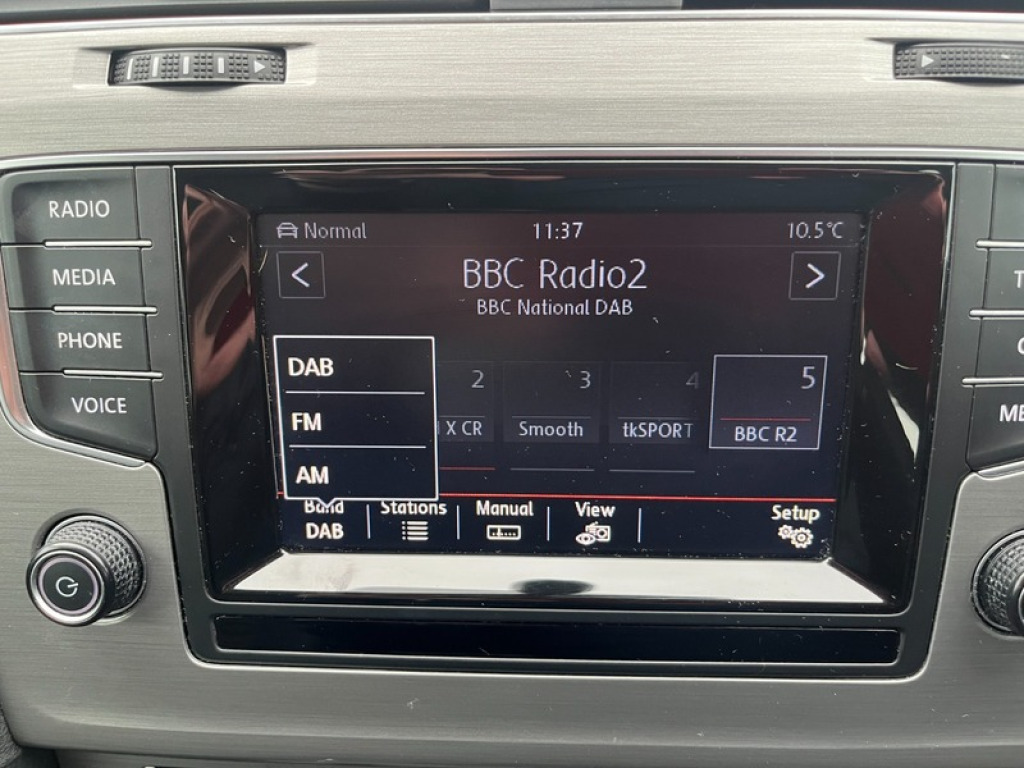 RADIO
MEDIA
PHONE
VOICE
Normal 11:37 10.5°C
< BBC Radio2 >
BBC National DAB
DAB
FM
AM
2
X CR
3
Smooth
4
tkSPORT
5
BBC R2
Band
DAB
Stations
Manual
View
Setup
T
ME